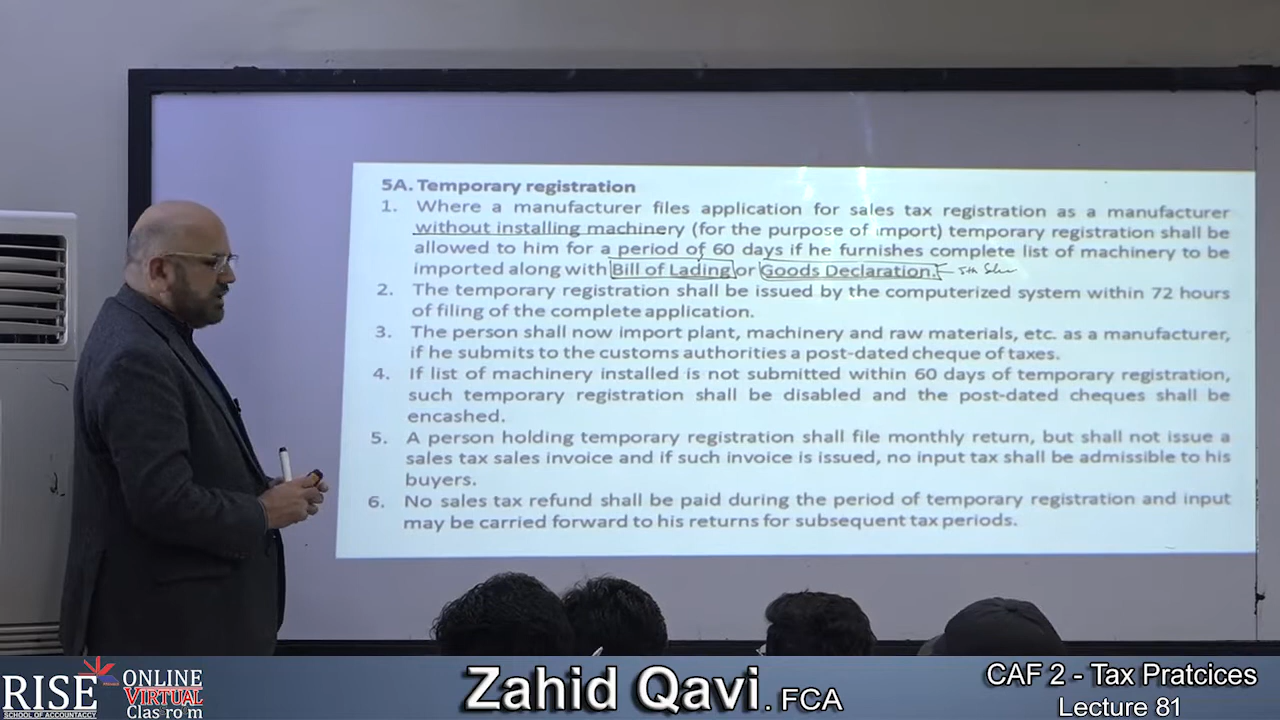 5A. Temporary registration
1. Where a manufacturer files application for sales tax registration as a manufacturer
without installing machinery (for the purpose of import) temporary registration shall be
allowed to him for a period of 60 days if he furnishes complete list of machinery to be
imported along with Bill of Lading or Goods Declaration.
2. The temporary registration shall be issued by the computerized system within 72 hours
of filing of the complete application.
3. The person shall now import plant, machinery and raw materials, etc. as a manufacturer,
if he submits to the customs authorities a post-dated cheque of taxes.
4. If list of machinery installed is not submitted within 60 days of temporary registration,
such temporary registration shall be disabled and the post-dated cheques shall be
encashed.
5. A person holding temporary registration shall file monthly return, but shall not issue a
sales tax sales invoice and if such invoice is issued, no input tax shall be admissible to his
buyers.
6. No sales tax refund shall be paid during the period of temporary registration and input
may be carried forward to his returns for subsequent tax periods.
RISE
SCHOOL OF ACCOUNTACCY
ONLINE
VIRTUAL
Clasrom
Zahid Qavi. FCA
CAF 2 - Tax Pratcices
Lecture 81